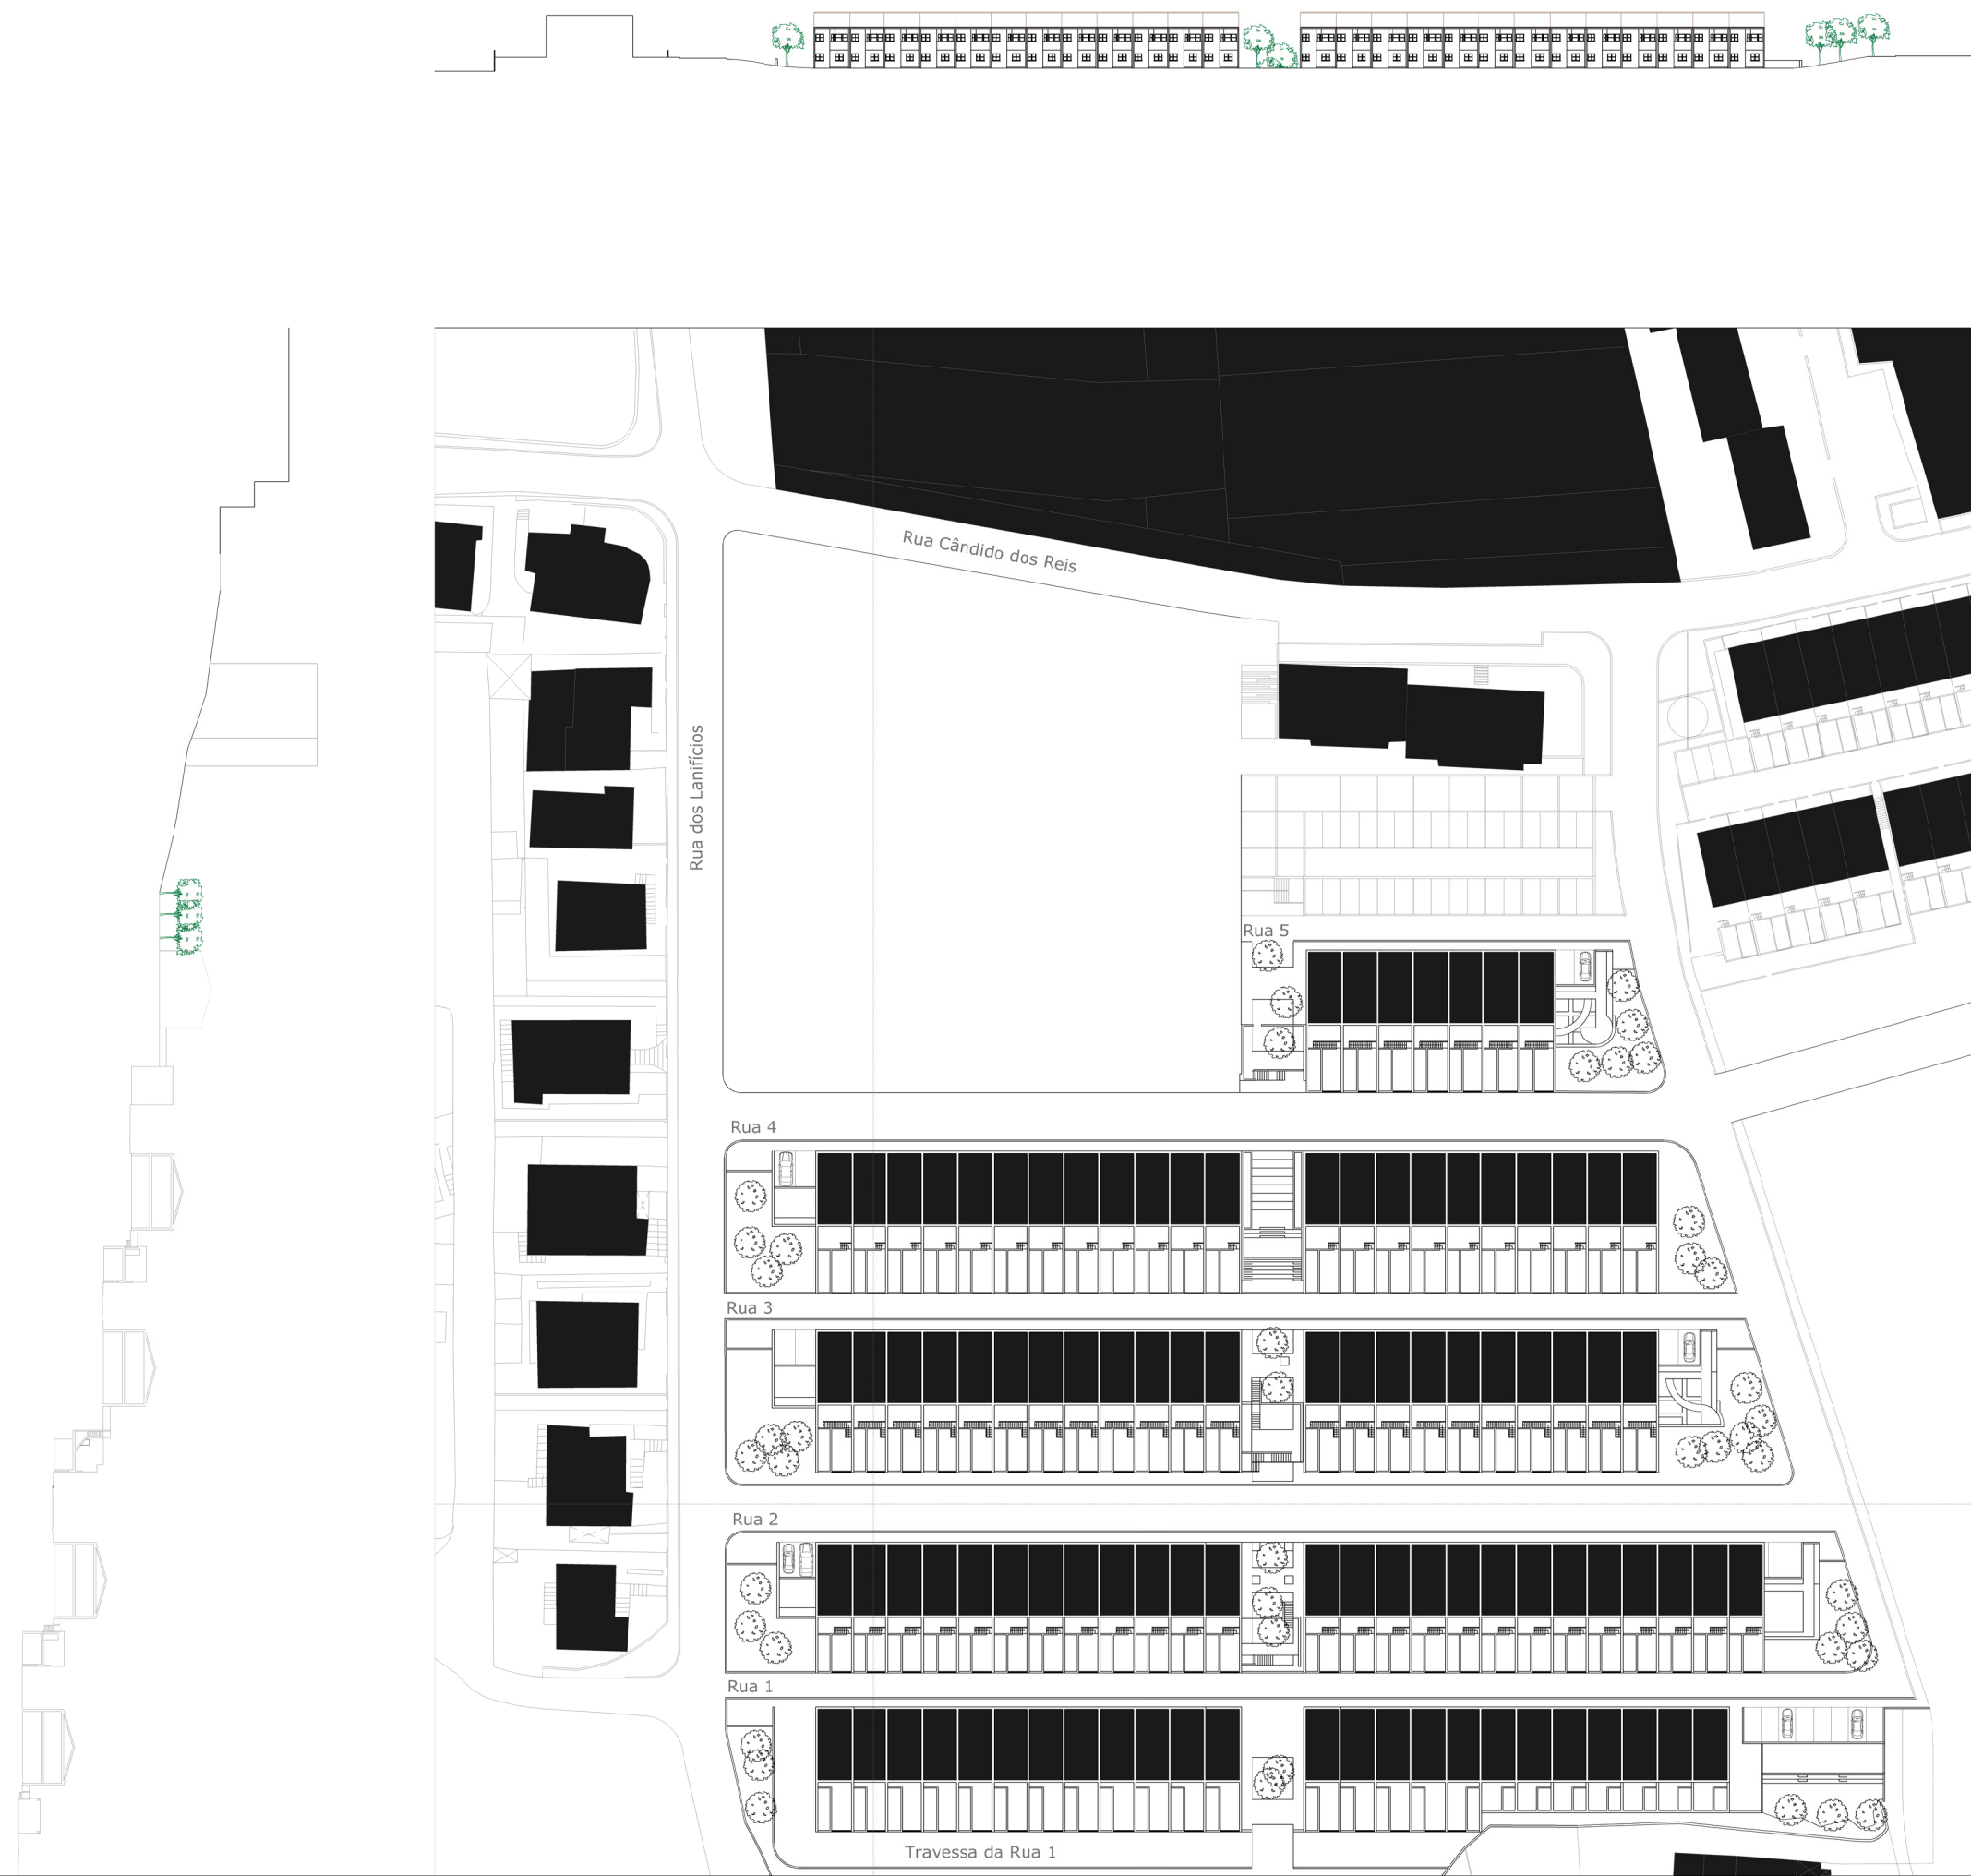 Rua Cândido dos Reis
Rua dos Lanifícios
Rua 5
Rua 4
Rua 3
Rua 2
Rua 1
Travessa da Rua 1